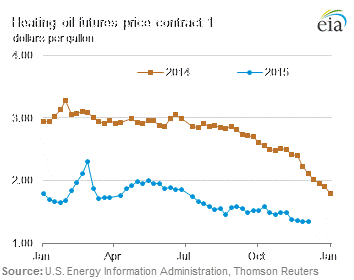 Heating oil futures price contract 1
dollars per gallon
eia
4.00
2014
2015
3.00
2.00
1.00
Jan
Apr
Jul
Oct
Jan
Source: U.S. Energy Information Administration, Thomson Reuters